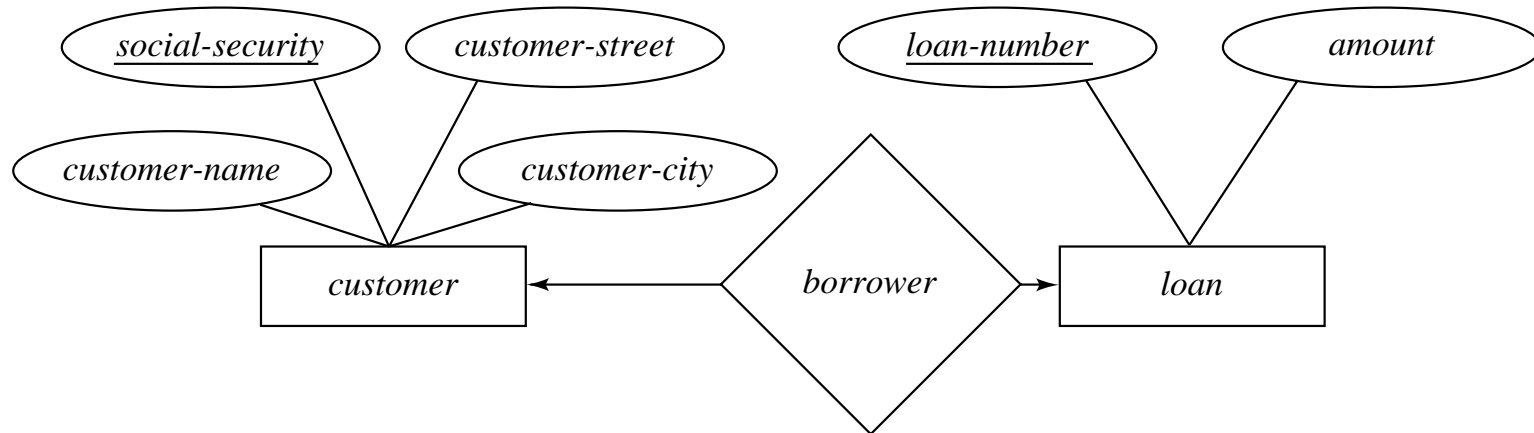 social-security
customer-street
loan-number
amount
customer-name
customer-city
customer
borrower
loan